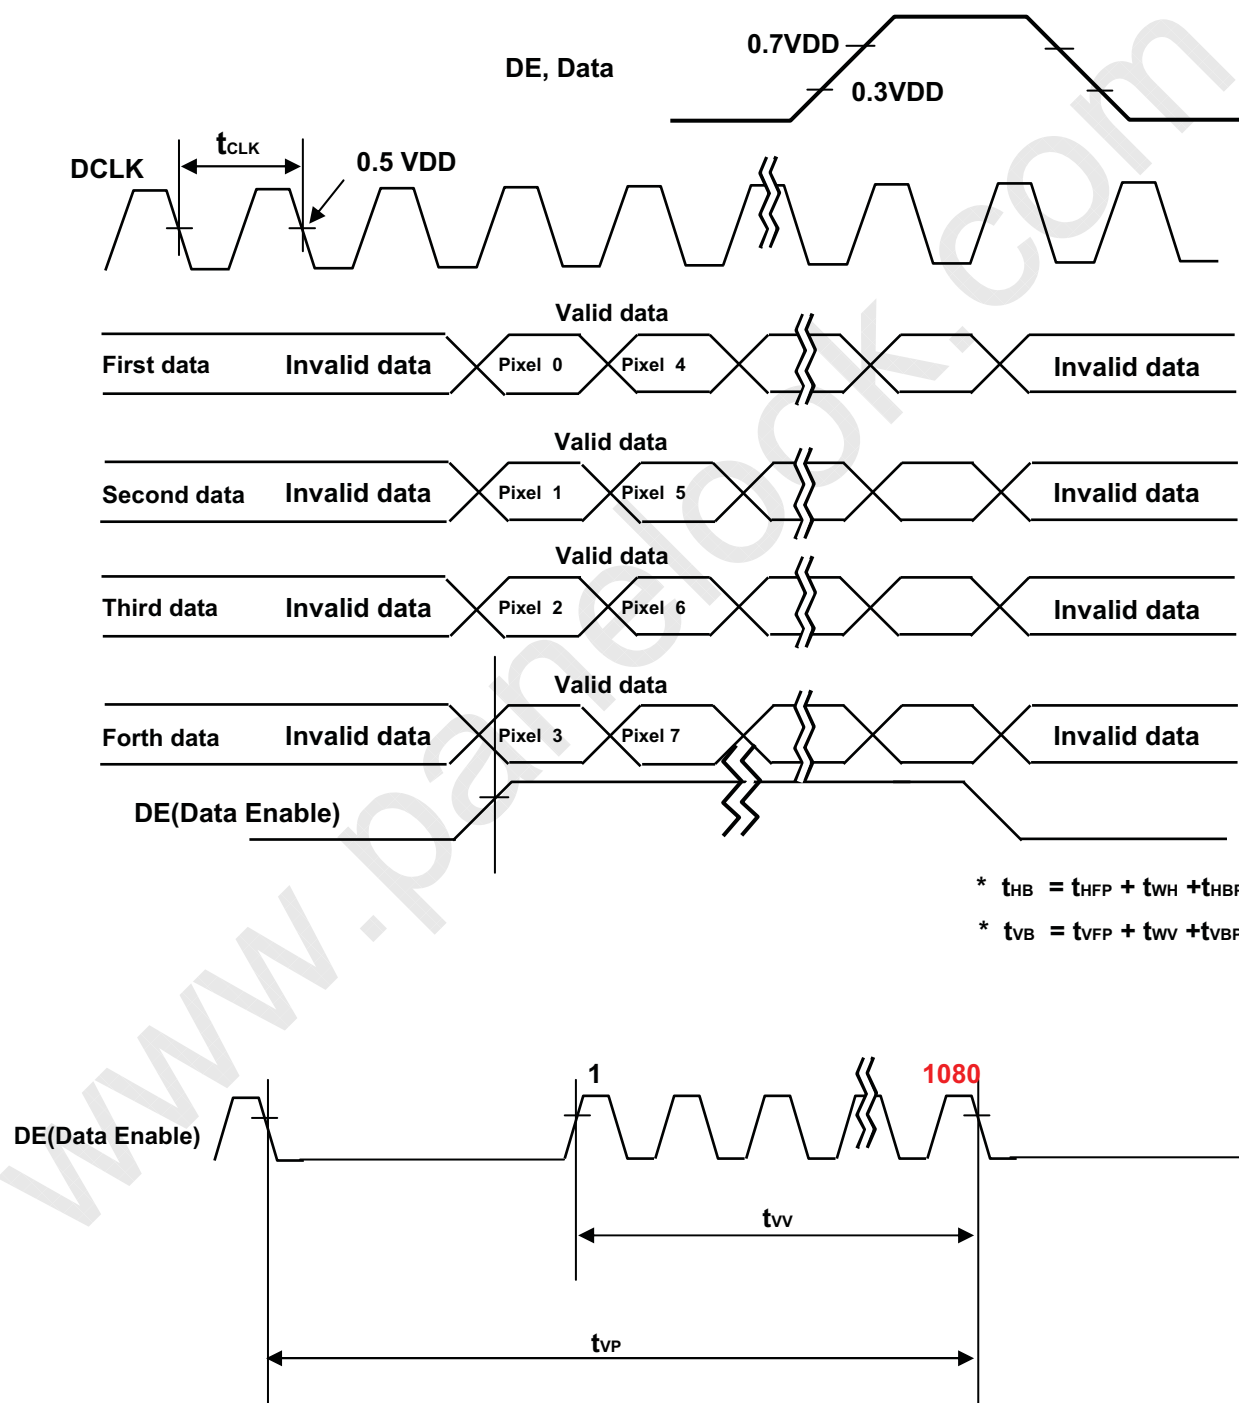 0.7VDD
DE, Data
0.3VDD
tCLK
DCLK
0.5 VDD
Valid data
First data Invalid data Pixel 0 Pixel 4 Invalid data
Valid data
Second data Invalid data Pixel 1 Pixel 5 Invalid data
Valid data
Third data Invalid data Pixel 2 Pixel 6 Invalid data
Valid data
Forth data Invalid data Pixel 3 Pixel 7 Invalid data
DE(Data Enable)
* tHB = tHFP + tWH +tHBP
* tVB = tVFP + tWV +tVBP
1 1080
DE(Data Enable)
tVV
tVP
www.panelook.com